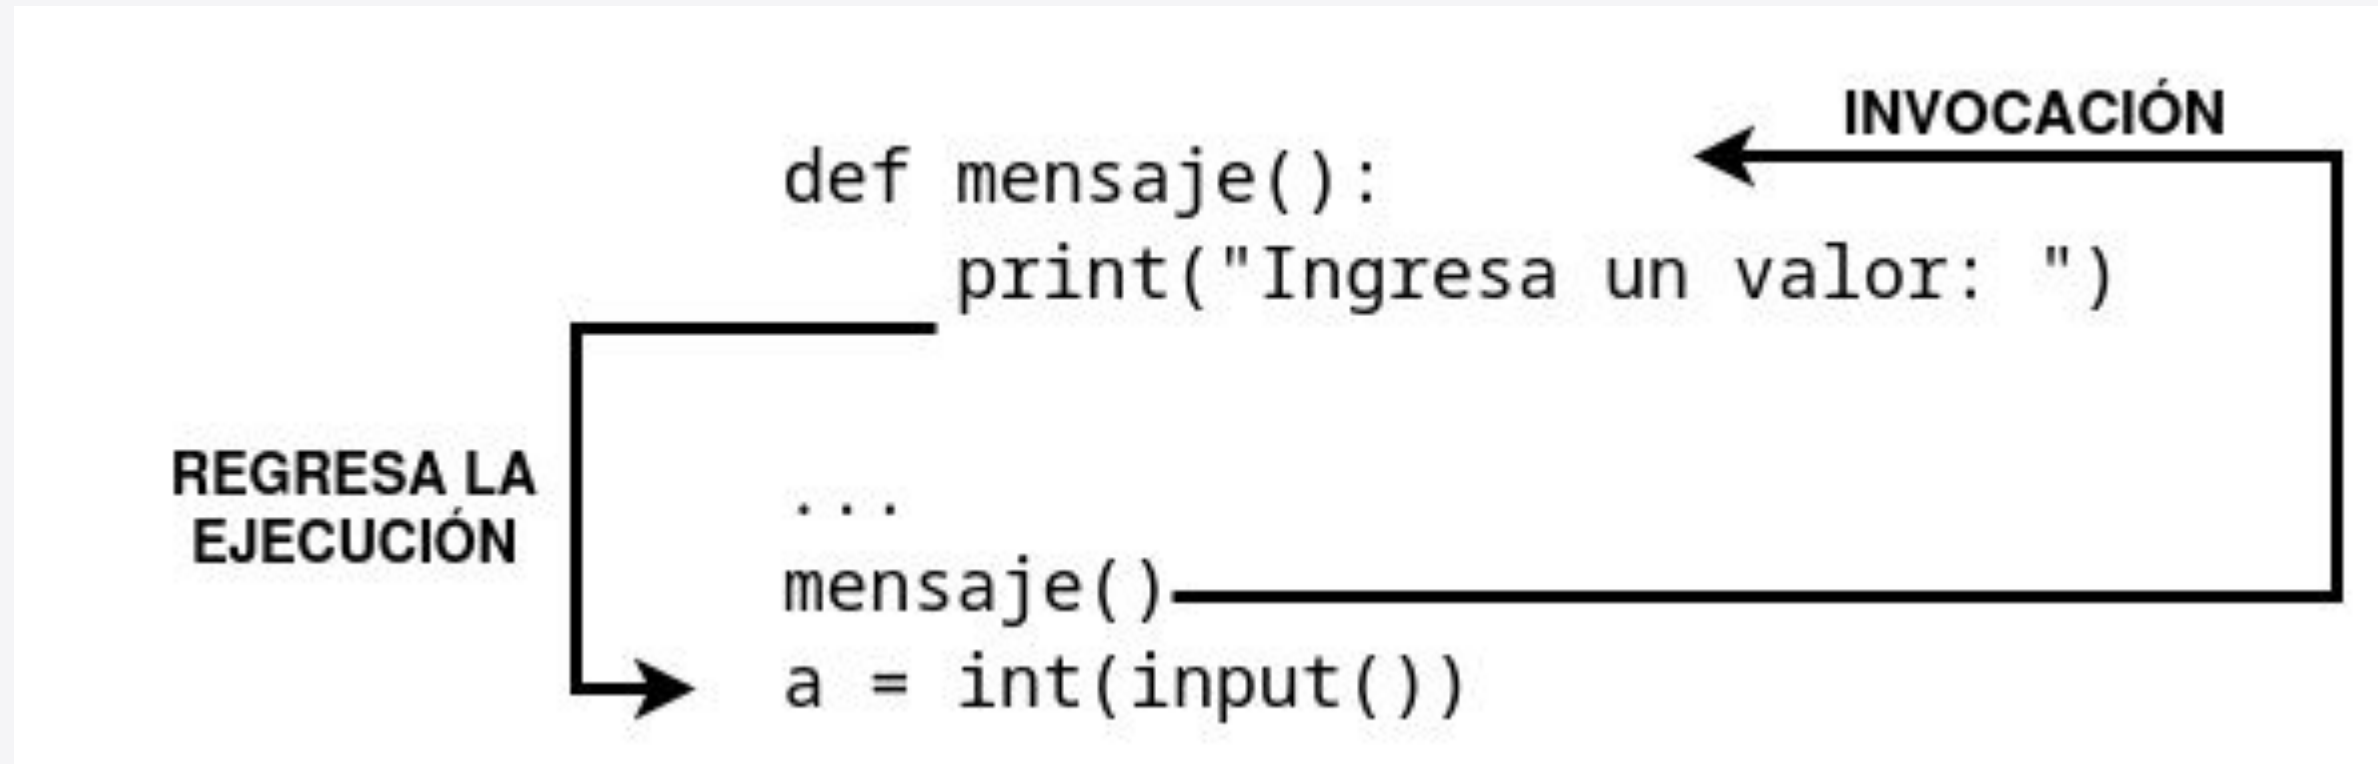 INVOCACIÓN
def mensaje():
    print("Ingresa un valor: ")
REGRESA LA
EJECUCIÓN
...
mensaje()
a = int(input())